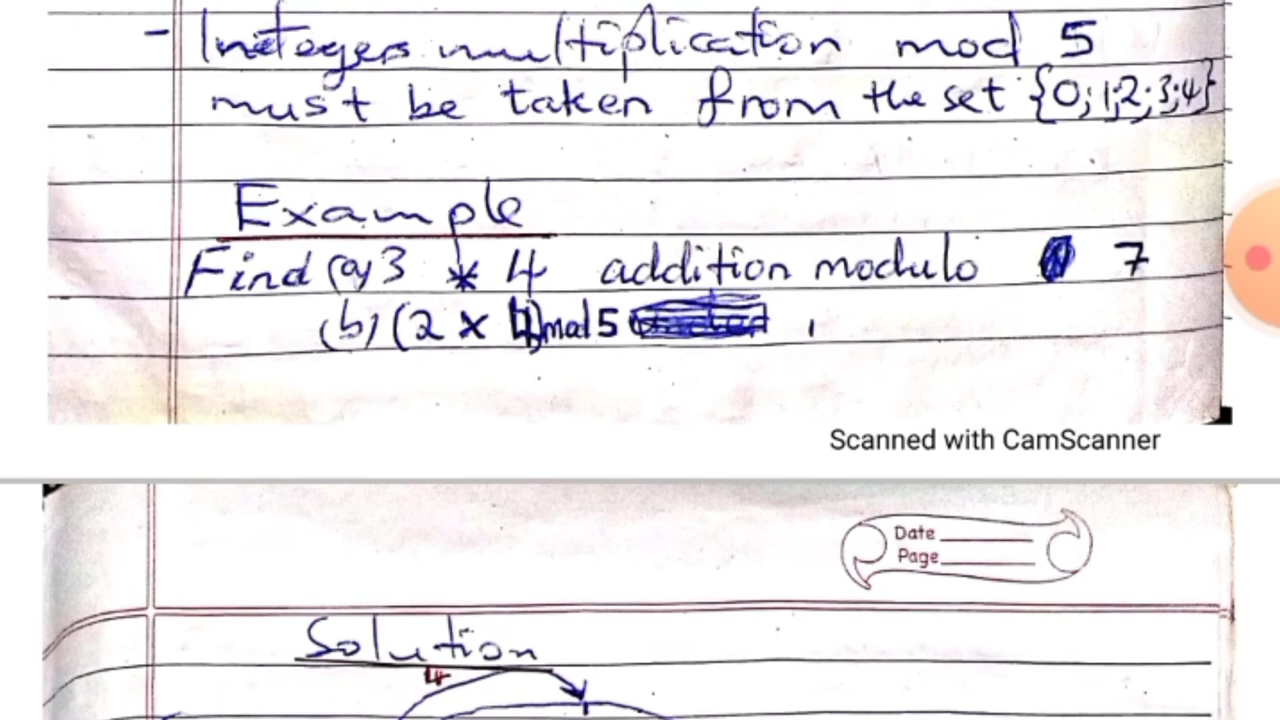 - Integers multiplication mod 5
must be taken from the set {0;1;2;3;4}
Example
Find (a) 3 * 4 addition modulo 7
(b) (2 x 4) mod 5
Scanned with CamScanner
Date
Page
Solution
4